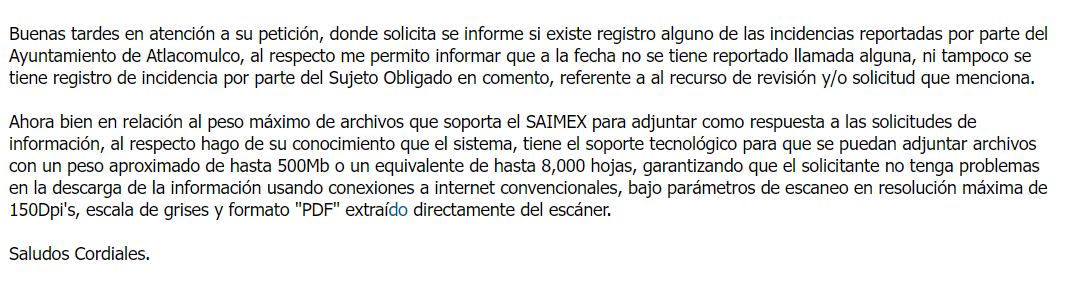 Buenas tardes en atención a su petición, donde solicita se informe si existe registro alguno de las incidencias reportadas por parte del
Ayuntamiento de Atlacomulco, al respecto me permito informar que a la fecha no se tiene reportado llamada alguna, ni tampoco se
tiene registro de incidencia por parte del Sujeto Obligado en comento, referente a al recurso de revisión y/o solicitud que menciona.
Ahora bien en relación al peso máximo de archivos que soporta el SAIMEX para adjuntar como respuesta a las solicitudes de
información, al respecto hago de su conocimiento que el sistema, tiene el soporte tecnológico para que se puedan adjuntar archivos
con un peso aproximado de hasta 500Mb o un equivalente de hasta 8,000 hojas, garantizando que el solicitante no tenga problemas
en la descarga de la información usando conexiones a internet convencionales, bajo parámetros de escaneo en resolución máxima de
150Dpi's, escala de grises y formato "PDF" extraído directamente del escáner.
Saludos Cordiales.